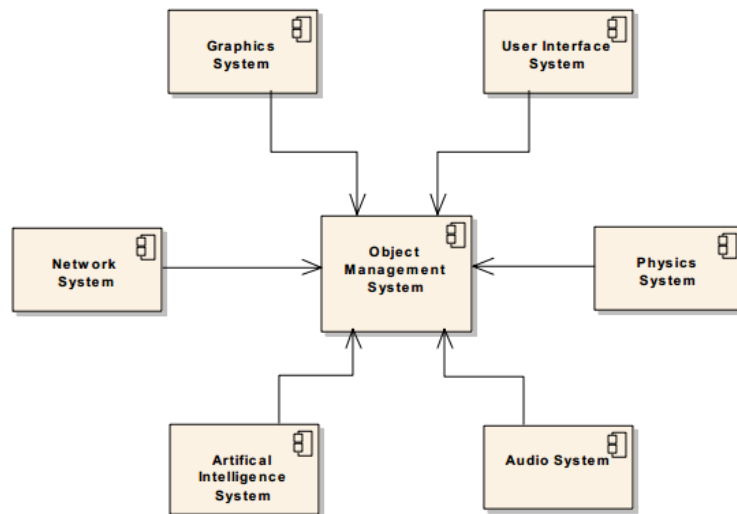 Graphics
System
User Interface
System
Network
System
Object
Management
System
Physics
System
Artifical
Intelligence
System
Audio System